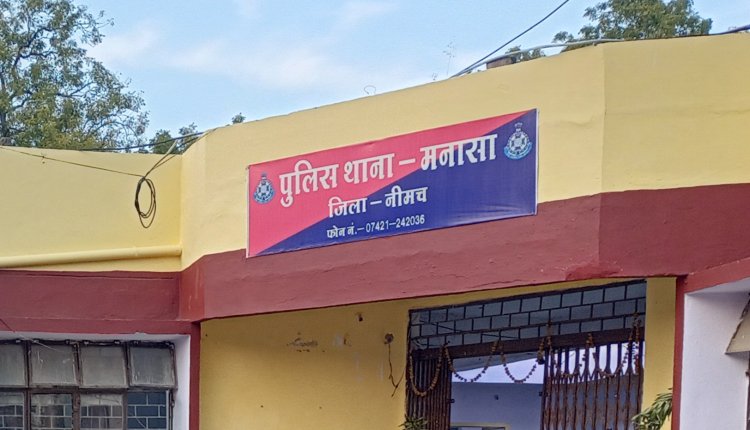 पुलिस थाना – मनासा
जिला – नीमच
फोन नं.– 07421–242036